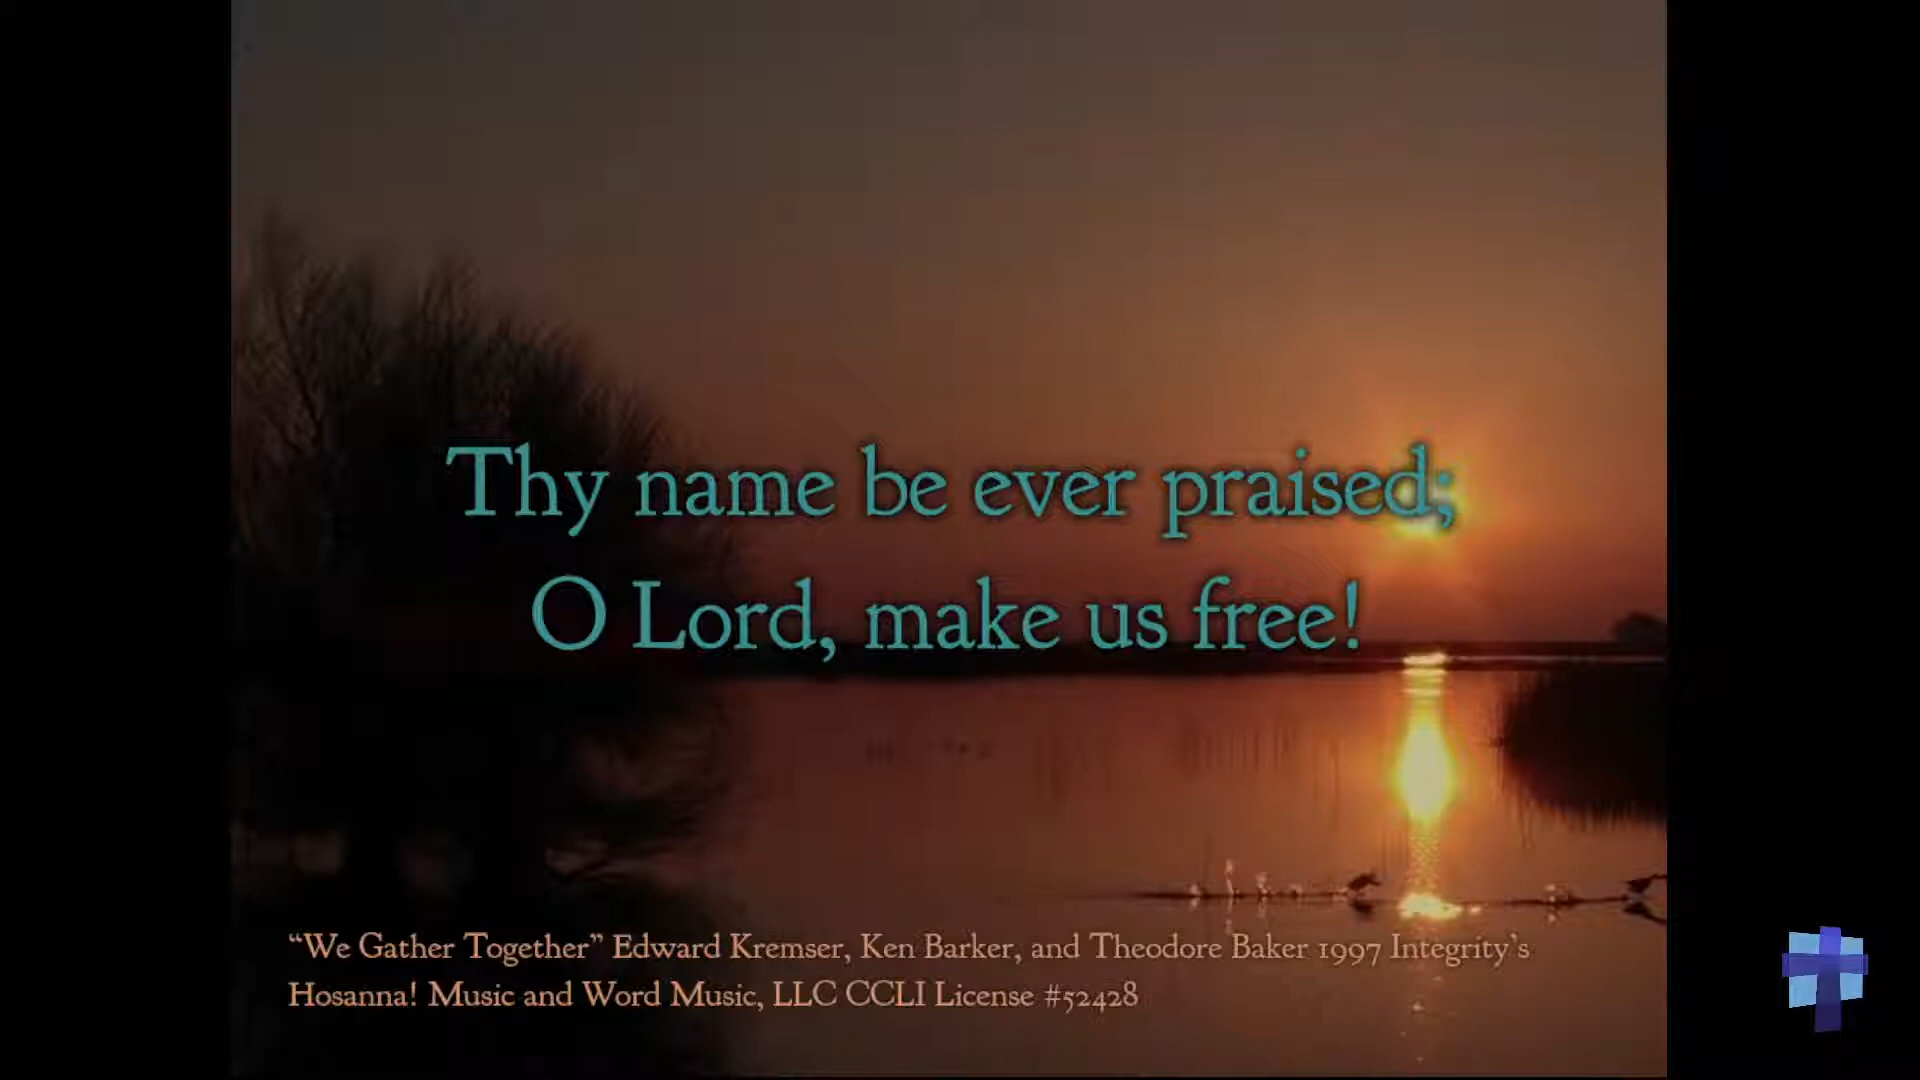 Thy name be ever praised;
O Lord, make us free!
“We Gather Together” Edward Kremser, Ken Barker, and Theodore Baker 1997 Integrity’s
Hosanna! Music and Word Music, LLC CCLI License #52428